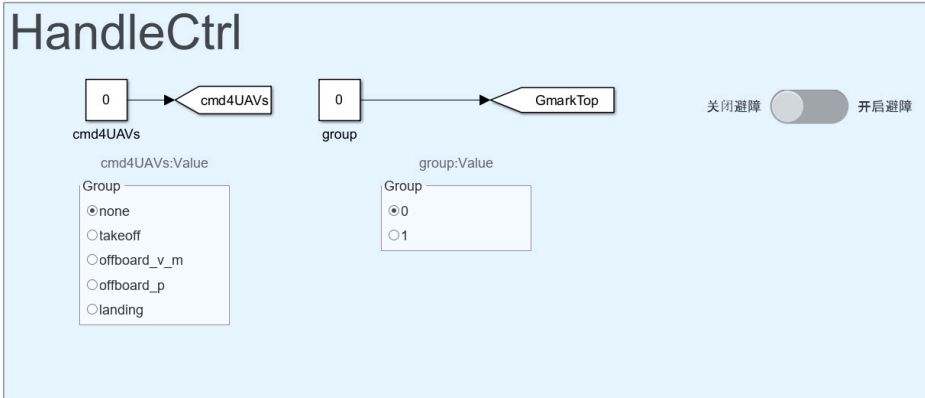 HandleCtrl
0
cmd4UAVs
cmd4UAVs
0
GmarkTop
group
关闭避障
开启避障
cmd4UAVs:Value
Group
none
takeoff
offboard_v_m
offboard_p
landing
group:Value
Group
0
1